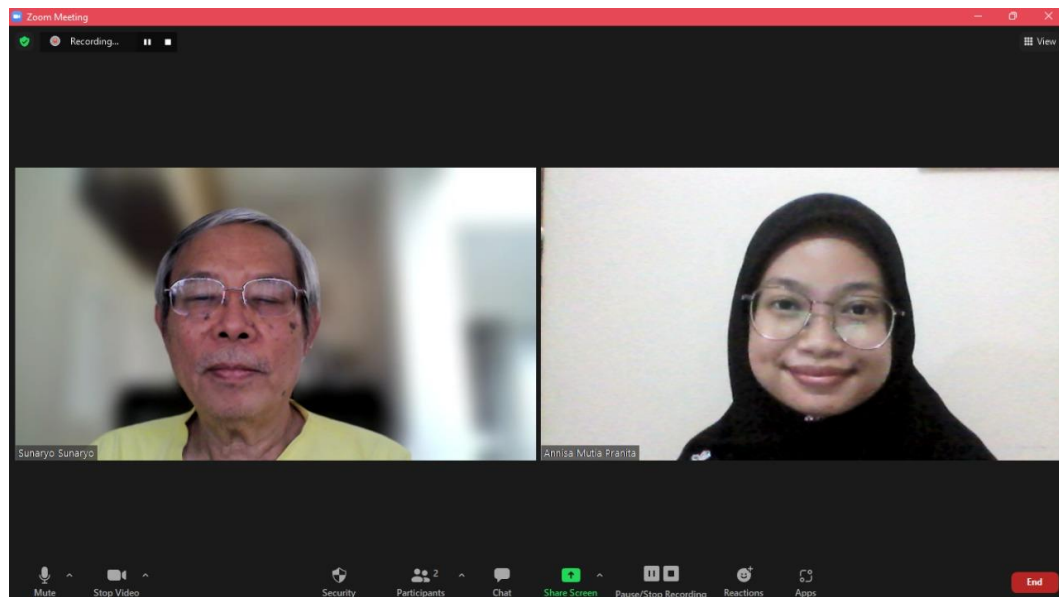 Zoom Meeting
Recording...
View
Sunaryo Sunaryo
Annisa Mutia Pranita
Mute
Stop Video
Security
Participants
2
Chat
Share Screen
Pause/Stop Recording
Reactions
Apps
End